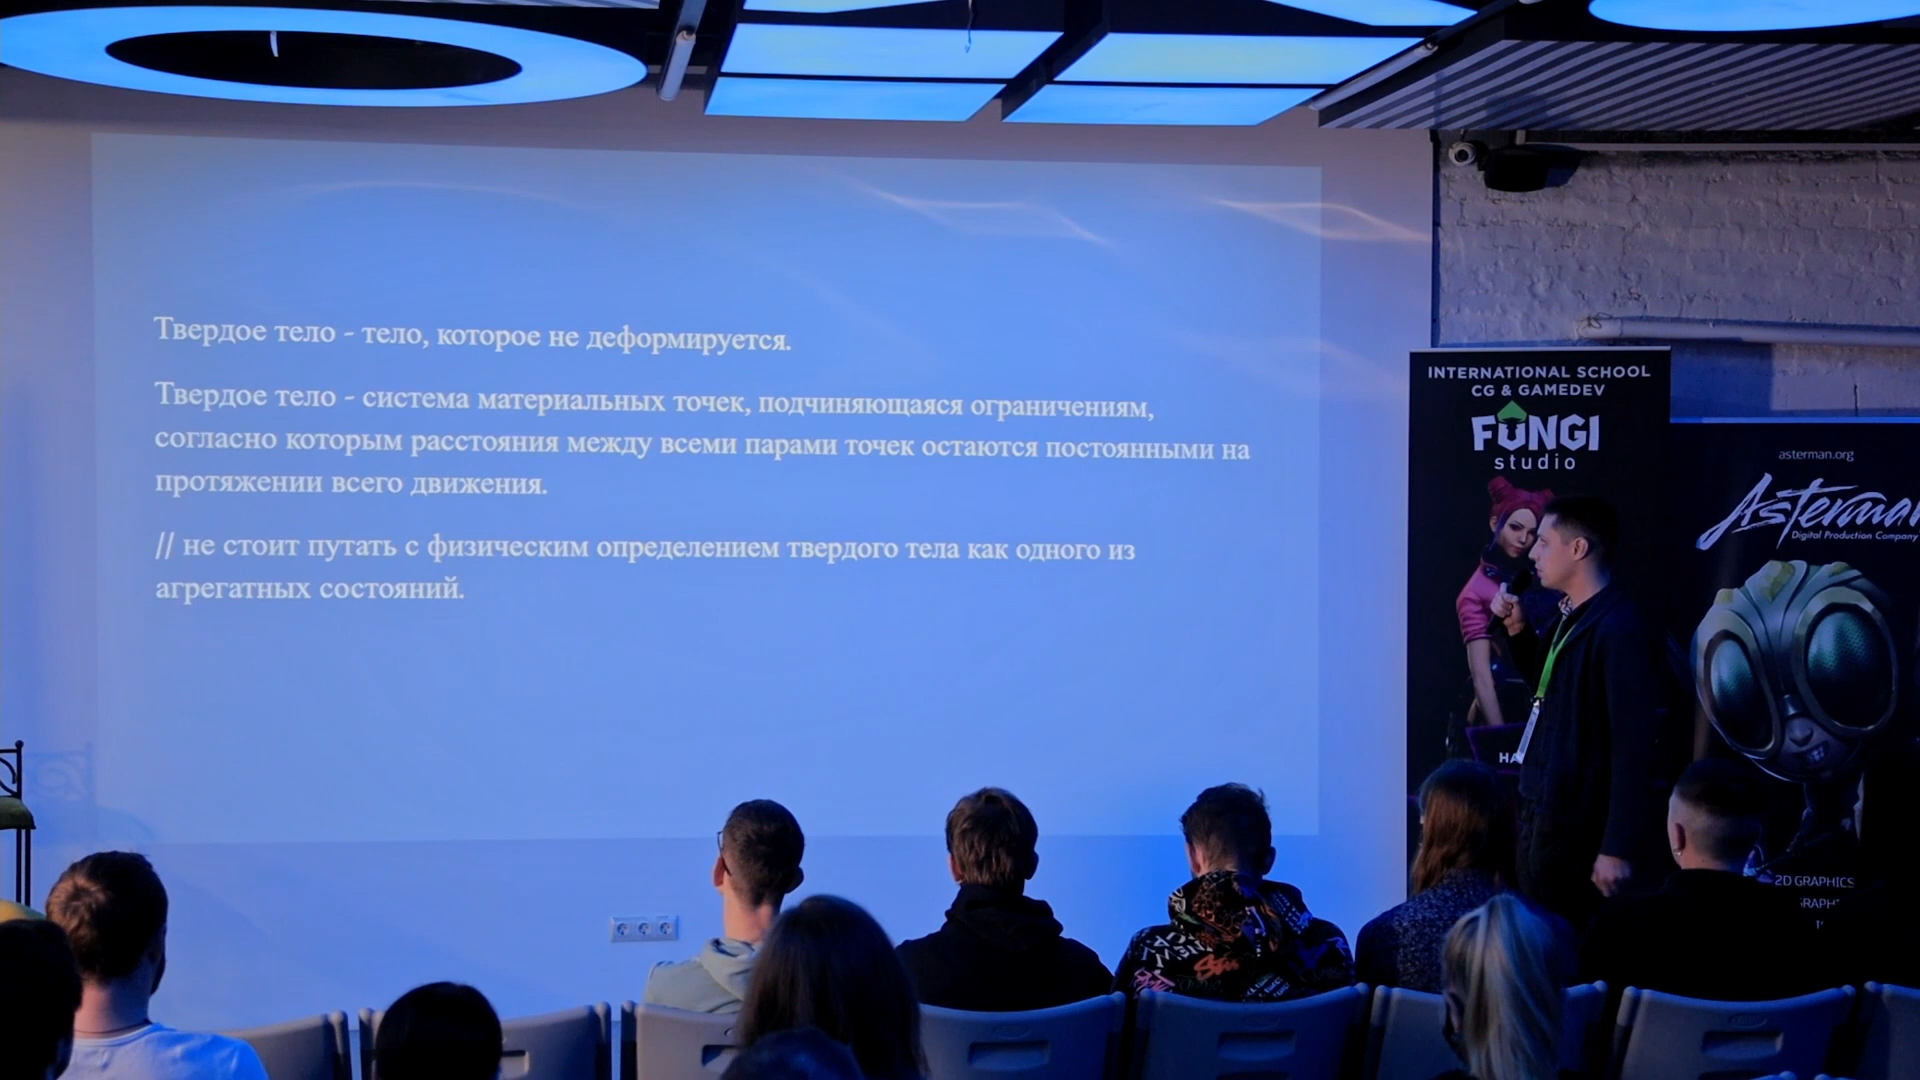 Твердое тело - тело, которое не деформируется.
Твердое тело - система материальных точек, подчиняющаяся ограничениям,
согласно которым расстояния между всеми парами точек остаются постоянными на
протяжении всего движения.
// не стоит путать с физическим определением твердого тела как одного из
агрегатных состояний.
INTERNATIONAL SCHOOL
CG & GAMEDEV
FUNGI
studio
asterman.org
Asterman
Digital Production Company
2D GRAPHICS